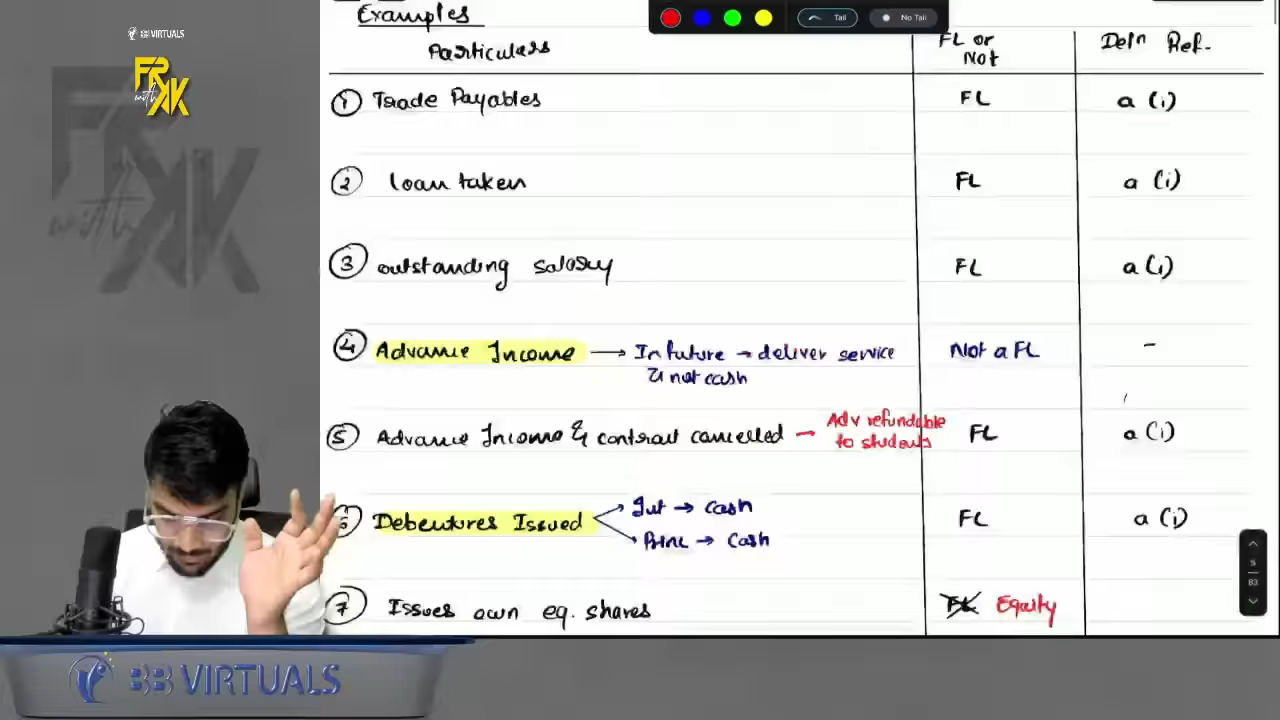 Examples
Tail
No Tail
Particulars
FL or
Not
Defn Ref.
BB VIRTUALS
FR
with
KK
① Trade Payables FL a (i)
② loan taken FL a (i)
③ outstanding salary FL a (i)
④ Advance Income → In future → deliver service Not a FL -
& not cash
⑤ Advance Income & contract cancelled → Adv refundable FL a (i)
to students
Debentures Issued Int → cash FL a (i)
Princ → Cash
5
83
⑦ Issues own eq. shares FL Equity
BB VIRTUALS